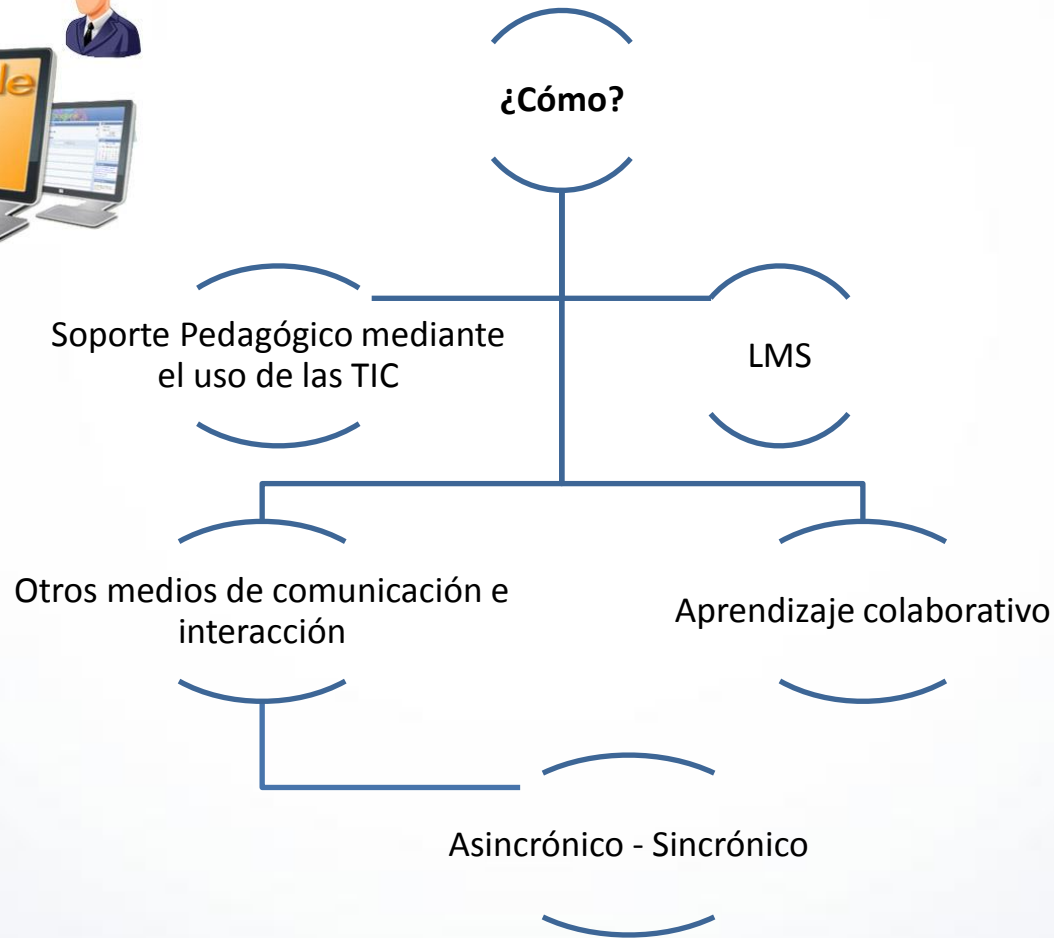 le
¿Cómo?
Soporte Pedagógico mediante
el uso de las TIC
LMS
Otros medios de comunicación e
interacción
Aprendizaje colaborativo
Asincrónico - Sincrónico